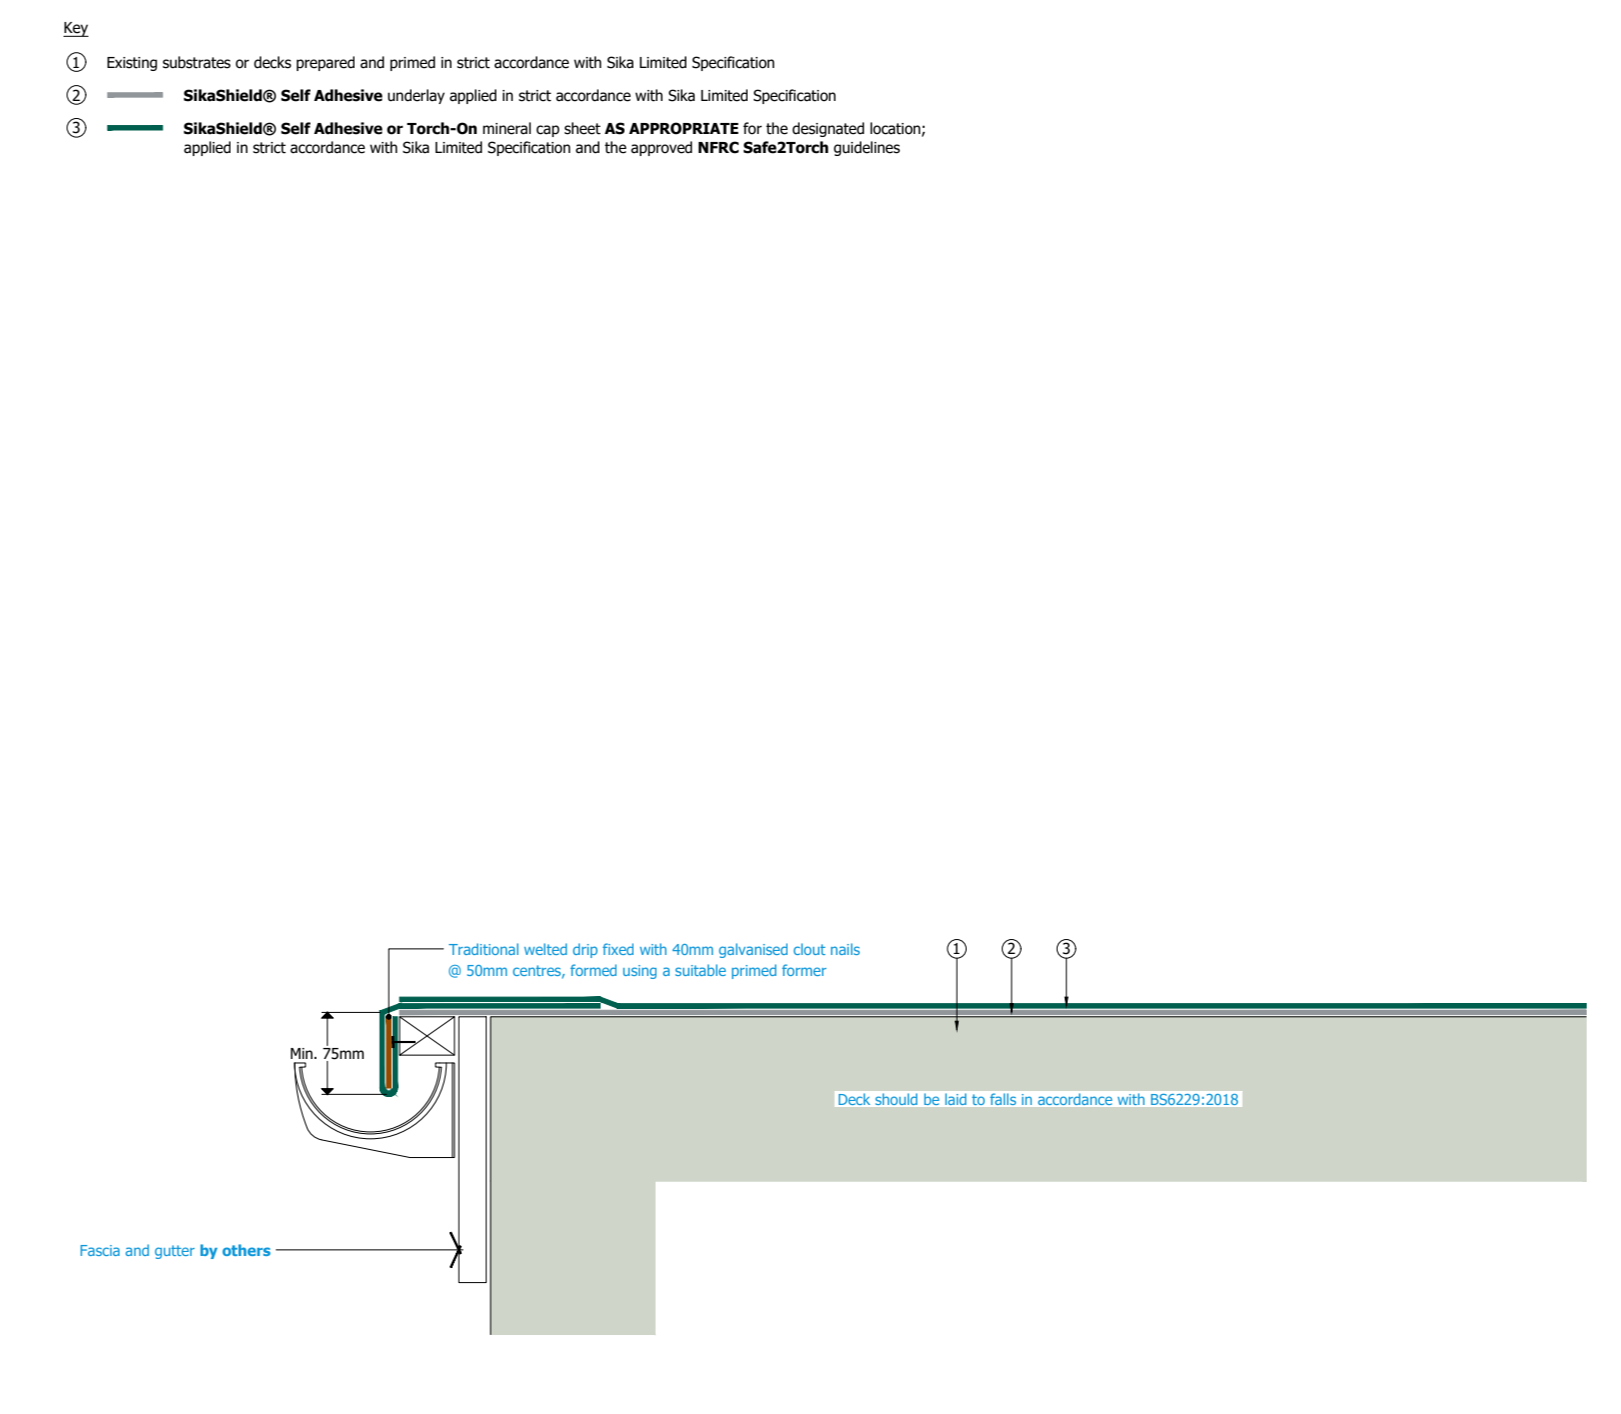 Key
1 Existing substrates or decks prepared and primed in strict accordance with Sika Limited Specification
2 SikaShield® Self Adhesive underlay applied in strict accordance with Sika Limited Specification
3 SikaShield® Self Adhesive or Torch-On mineral cap sheet AS APPROPRIATE for the designated location;
applied in strict accordance with Sika Limited Specification and the approved NFRC Safe2Torch guidelines
Traditional welted drip fixed with 40mm galvanised clout nails
@ 50mm centres, formed using a suitable primed former
1 2 3
Min. 75mm
Deck should be laid to falls in accordance with BS6229:2018
Fascia and gutter by others